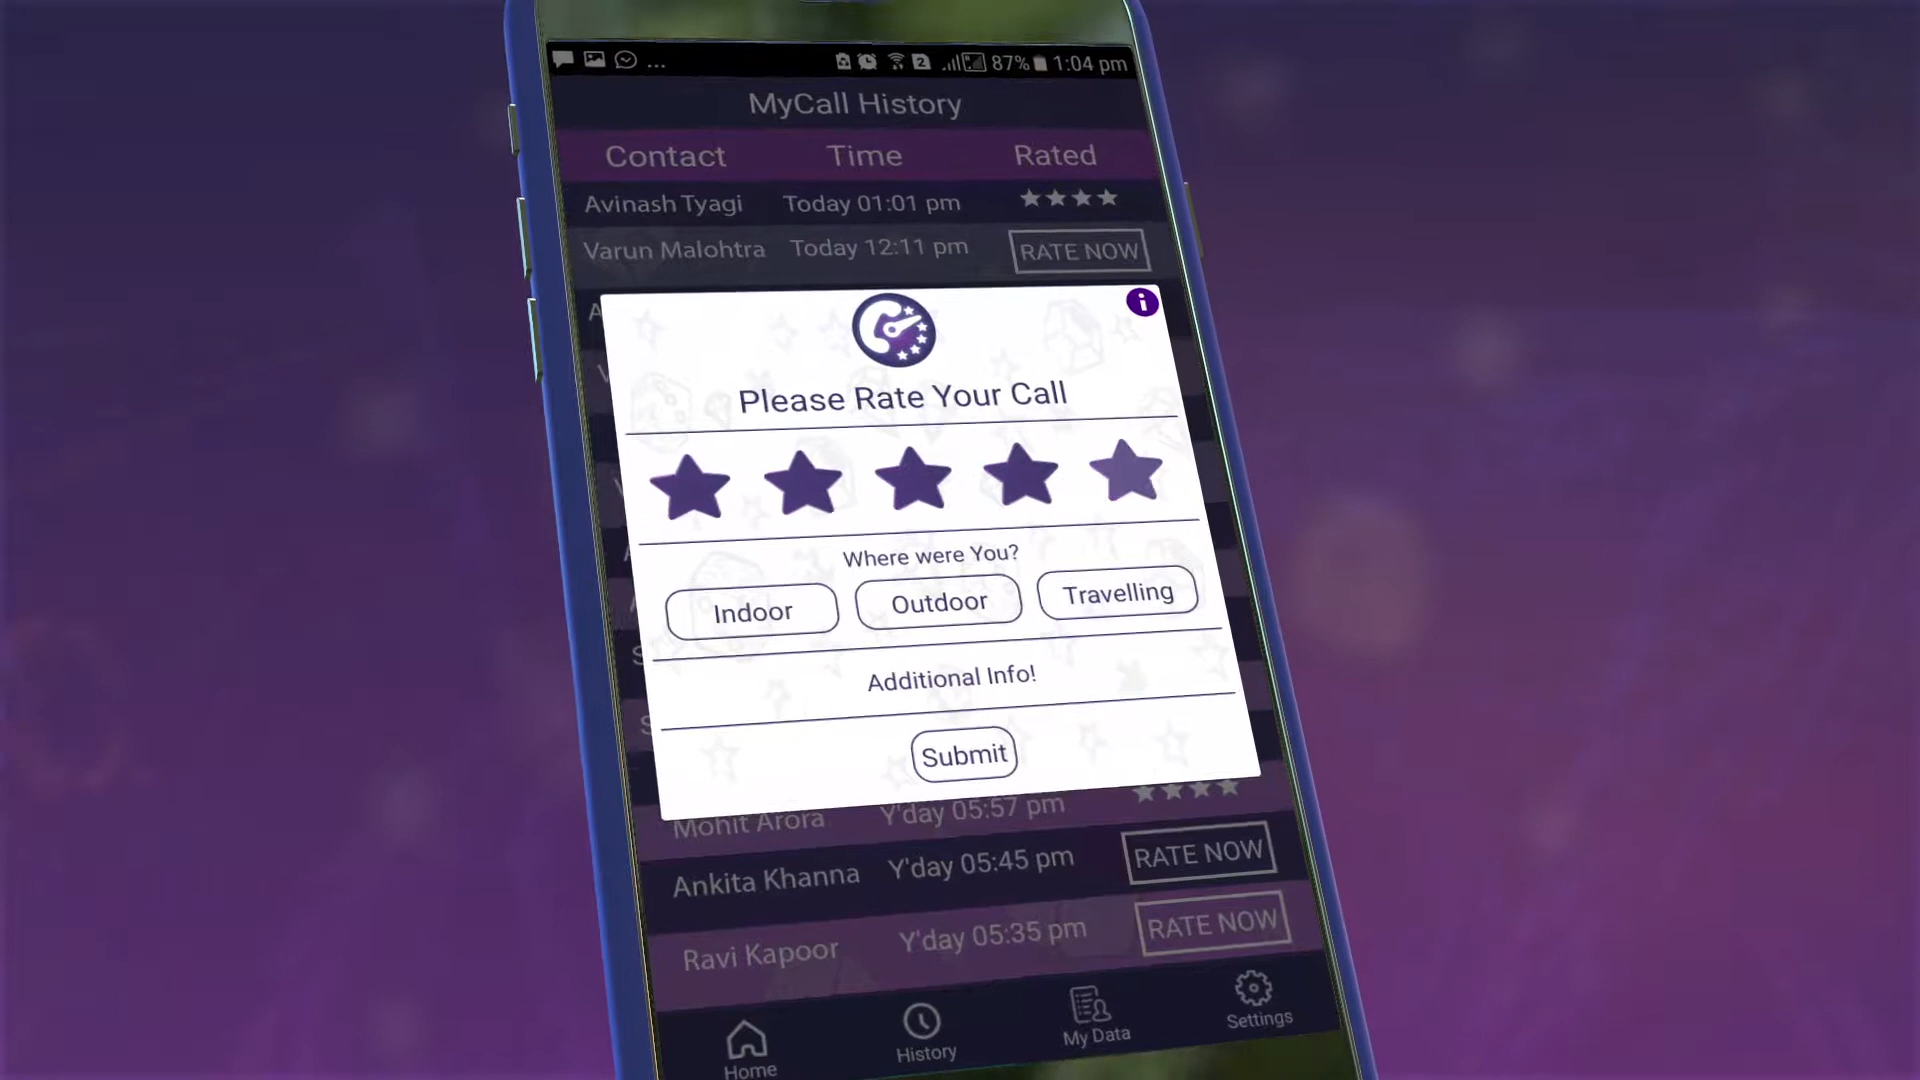 ... 2 87% 1:04 pm
MyCall History
Contact Time Rated
Avinash Tyagi Today 01:01 pm
Varun Malohtra Today 12:11 pm RATE NOW
Please Rate Your Call
Where were You?
Indoor Outdoor Travelling
Additional Info!
Submit
Mohit Arora Y'day 05:57 pm
Ankita Khanna Y'day 05:45 pm RATE NOW
Ravi Kapoor Y'day 05:35 pm RATE NOW
Home History My Data Settings